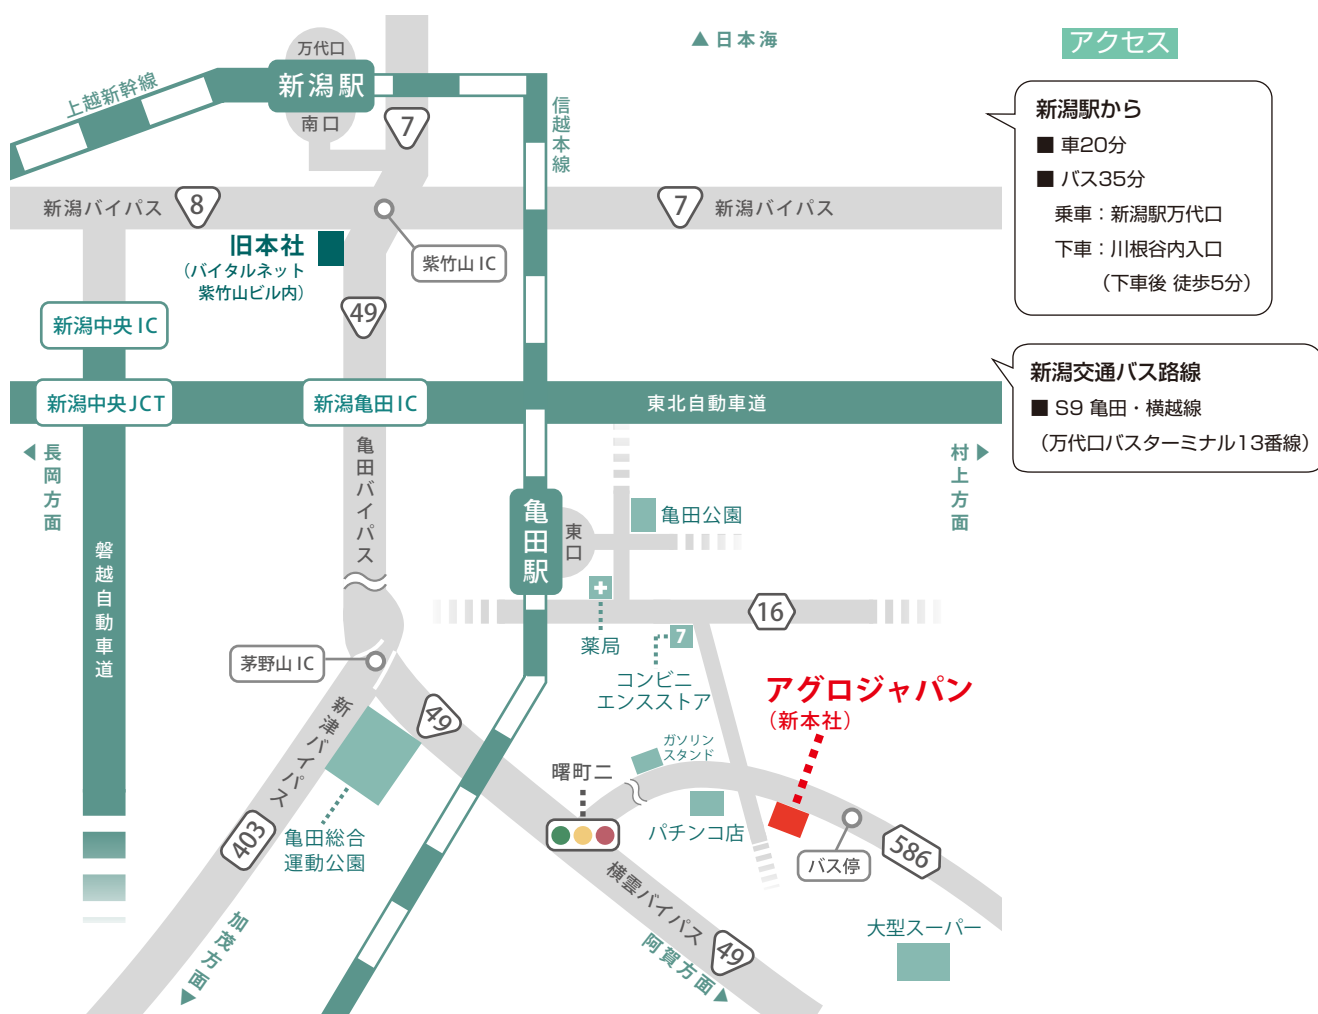 ▲日本海
アクセス
万代口
新潟駅
南口
上越新幹線
7
信越本線
新潟バイパス
8
7
新潟バイパス
旧本社
（バイタルネット
紫竹山ビル内）
紫竹山 IC
49
新潟中央 IC
新潟中央JCT
新潟亀田 IC
東北自動車道
◀長岡方面
村上方面▶
亀田バイパス
磐越自動車道
亀田駅
東口
亀田公園
16
薬局
7
コンビニ
エンスストア
茅野山 IC
アグロジャパン
（新本社）
新津バイパス
49
ガソリン
スタンド
曙町二
パチンコ店
403
亀田総合
運動公園
バス停
586
横雲バイパス
49
大型スーパー
加茂方面▼
阿賀方面▼
新潟駅から
■ 車20分
■ バス35分
乗車：新潟駅万代口
下車：川根谷内入口
（下車後 徒歩5分）
新潟交通バス路線
■ S9 亀田・横越線
（万代口バスターミナル13番線）